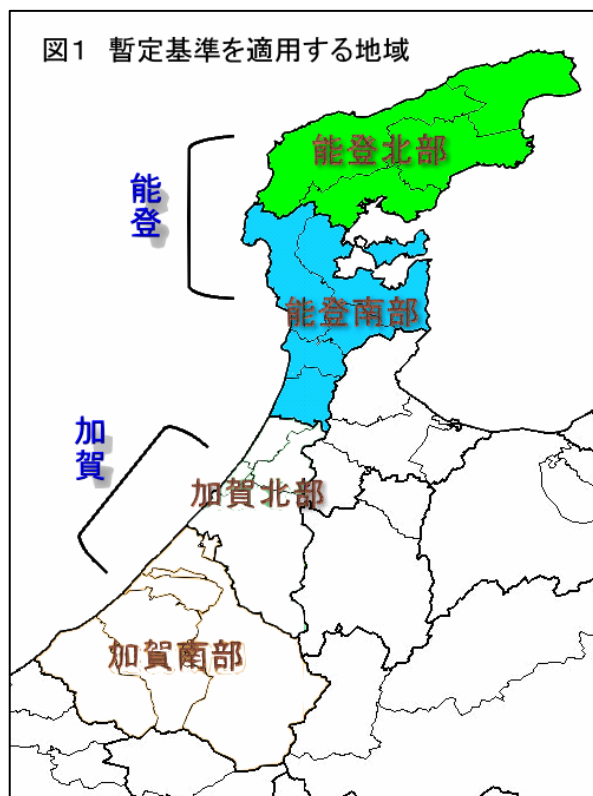 図1 暫定基準を適用する地域
能登北部
能登
能登南部
加賀
加賀北部
加賀南部